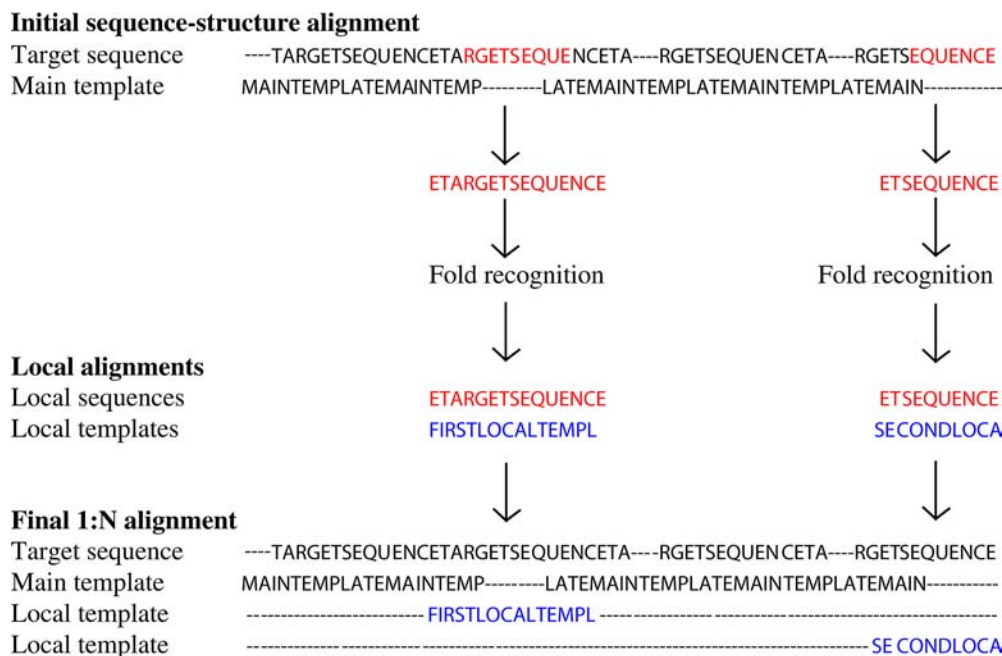 Initial sequence-structure alignment
Target sequence ----TARGETSEQUENCETARGETSEQUENCETA----RGETSEQUENCETA----RGETSEQUENCE
Main template MAINTEMPLATEMAINTEMP---------LATEMAINTEMPLATEMAINTEMPLATEMAIN------------
ETARGETSEQUENCE ETSEQUENCE
Fold recognition Fold recognition
Local alignments
Local sequences ETARGETSEQUENCE ETSEQUENCE
Local templates FIRSTLOCALTEMPL SECONDLOCA
Final 1:N alignment
Target sequence ----TARGETSEQUENCETARGETSEQUENCETA----RGETSEQUENCETA----RGETSEQUENCE
Main template MAINTEMPLATEMAINTEMP---------LATEMAINTEMPLATEMAINTEMPLATEMAIN-----------
Local template ----------------------------FIRSTLOCALTEMPL---------------------------------------------------------------
Local template ----------------------------------------------------------------------------------------------------SECONDLOCA